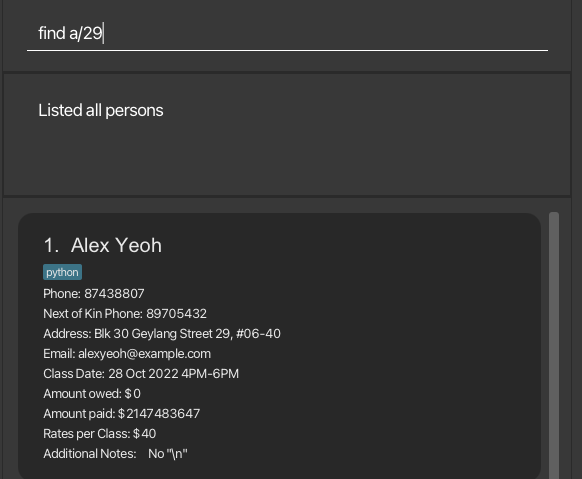 find a/29
Listed all persons
1. Alex Yeoh
python
Phone: 87438807
Next of Kin Phone: 89705432
Address: Blk 30 Geylang Street 29, #06-40
Email: alexyeoh@example.com
Class Date: 28 Oct 2022 4PM-6PM
Amount owed: $0
Amount paid: $2147483647
Rates per Class: $40
Additional Notes: No "\n"